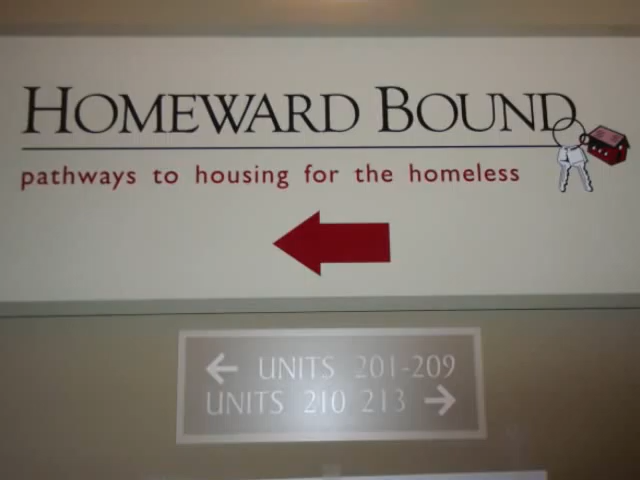 HOMEWARD BOUND
pathways to housing for the homeless
← UNITS 201-209
UNITS 210 213 →